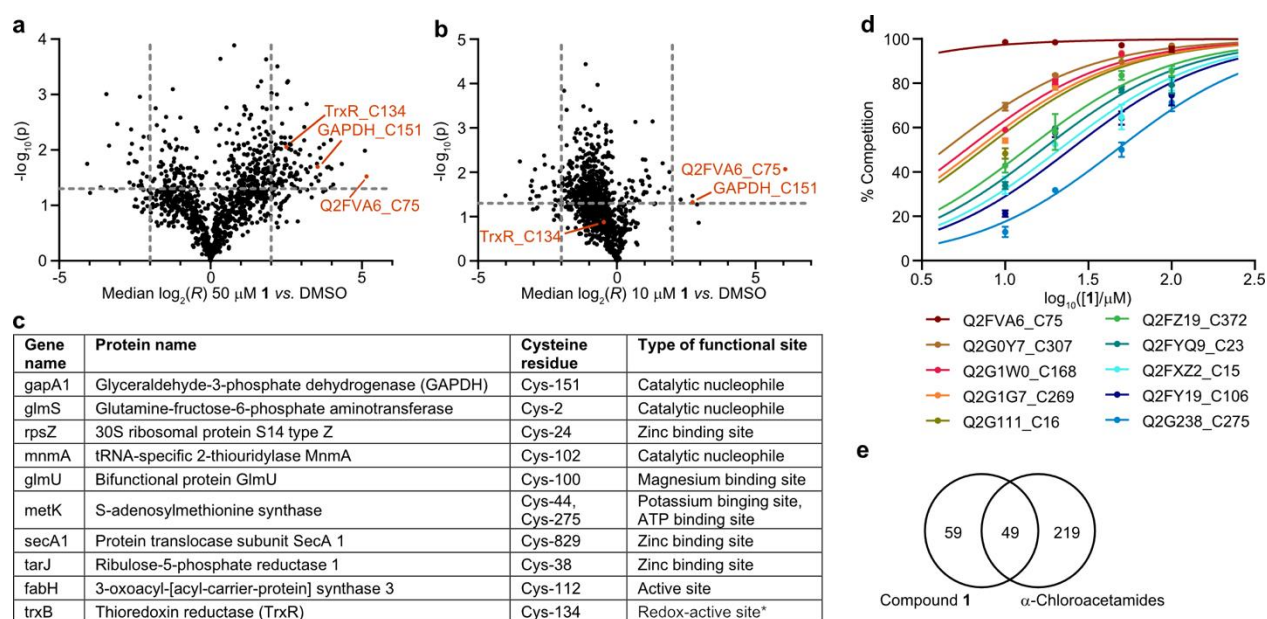 a
4
3
2
1
0
-log10(p)
TrxR_C134
GAPDH_C151
Q2FVA6_C75
-5
0
5
Median log2(R) 50 μM 1 vs. DMSO
b
5
4
3
2
1
0
-log10(p)
Q2FVA6_C75
GAPDH_C151
TrxR_C134
-5
0
5
Median log2(R) 10 μM 1 vs. DMSO
c
Gene name | Protein name | Cysteine residue | Type of functional site
gapA1 | Glyceraldehyde-3-phosphate dehydrogenase (GAPDH) | Cys-151 | Catalytic nucleophile
glmS | Glutamine-fructose-6-phosphate aminotransferase | Cys-2 | Catalytic nucleophile
rpsZ | 30S ribosomal protein S14 type Z | Cys-24 | Zinc binding site
mnmA | tRNA-specific 2-thiouridylase MnmA | Cys-102 | Catalytic nucleophile
glmU | Bifunctional protein GlmU | Cys-100 | Magnesium binding site
metK | S-adenosylmethionine synthase | Cys-44, Cys-275 | Potassium binging site, ATP binding site
secA1 | Protein translocase subunit SecA 1 | Cys-829 | Zinc binding site
tarJ | Ribulose-5-phosphate reductase 1 | Cys-38 | Zinc binding site
fabH | 3-oxoacyl-[acyl-carrier-protein] synthase 3 | Cys-112 | Active site
trxB | Thioredoxin reductase (TrxR) | Cys-134 | Redox-active site*
d
100
80
60
40
20
0
% Competition
0.5 1.0 1.5 2.0 2.5
log10([1]/μM)
Q2FVA6_C75
Q2G0Y7_C307
Q2G1W0_C168
Q2G1G7_C269
Q2G111_C16
Q2FZ19_C372
Q2FYQ9_C23
Q2FXZ2_C15
Q2FY19_C106
Q2G238_C275
e
59 49 219
Compound 1 α-Chloroacetamides